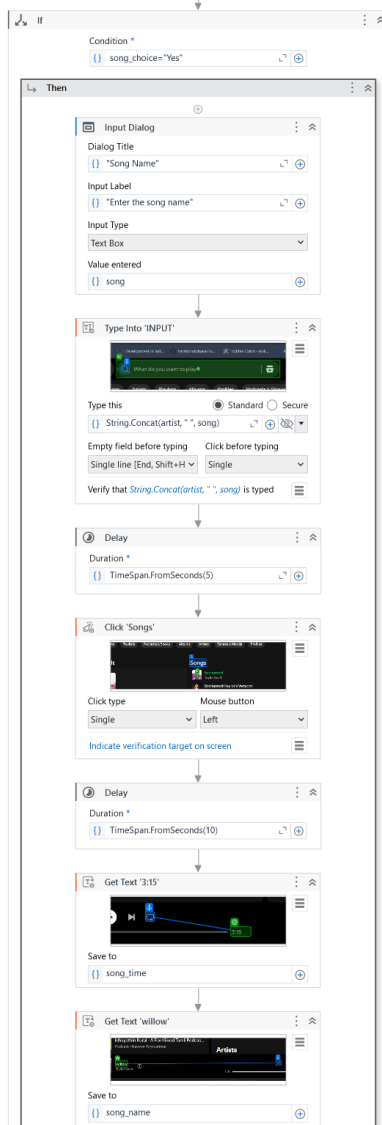 If
Condition *
{} song_choice="Yes"
Then
Input Dialog
Dialog Title
{} "Song Name"
Input Label
{} "Enter the song name"
Input Type
Text Box
Value entered
{} song
Type Into 'INPUT'
What do you want to play
Type this
Standard
Secure
{} String.Concat(artist, " ", song)
Empty field before typing
Click before typing
Single line [End, Shift+H
Single
Verify that String.Concat(artist, " ", song) is typed
Delay
Duration *
{} TimeSpan.FromSeconds(5)
Click 'Songs'
Songs
Click type
Mouse button
Single
Left
Indicate verification target on screen
Delay
Duration *
{} TimeSpan.FromSeconds(10)
Get Text '3:15'
3:15
Save to
{} song_time
Get Text 'willow'
Artists
Save to
{} song_name